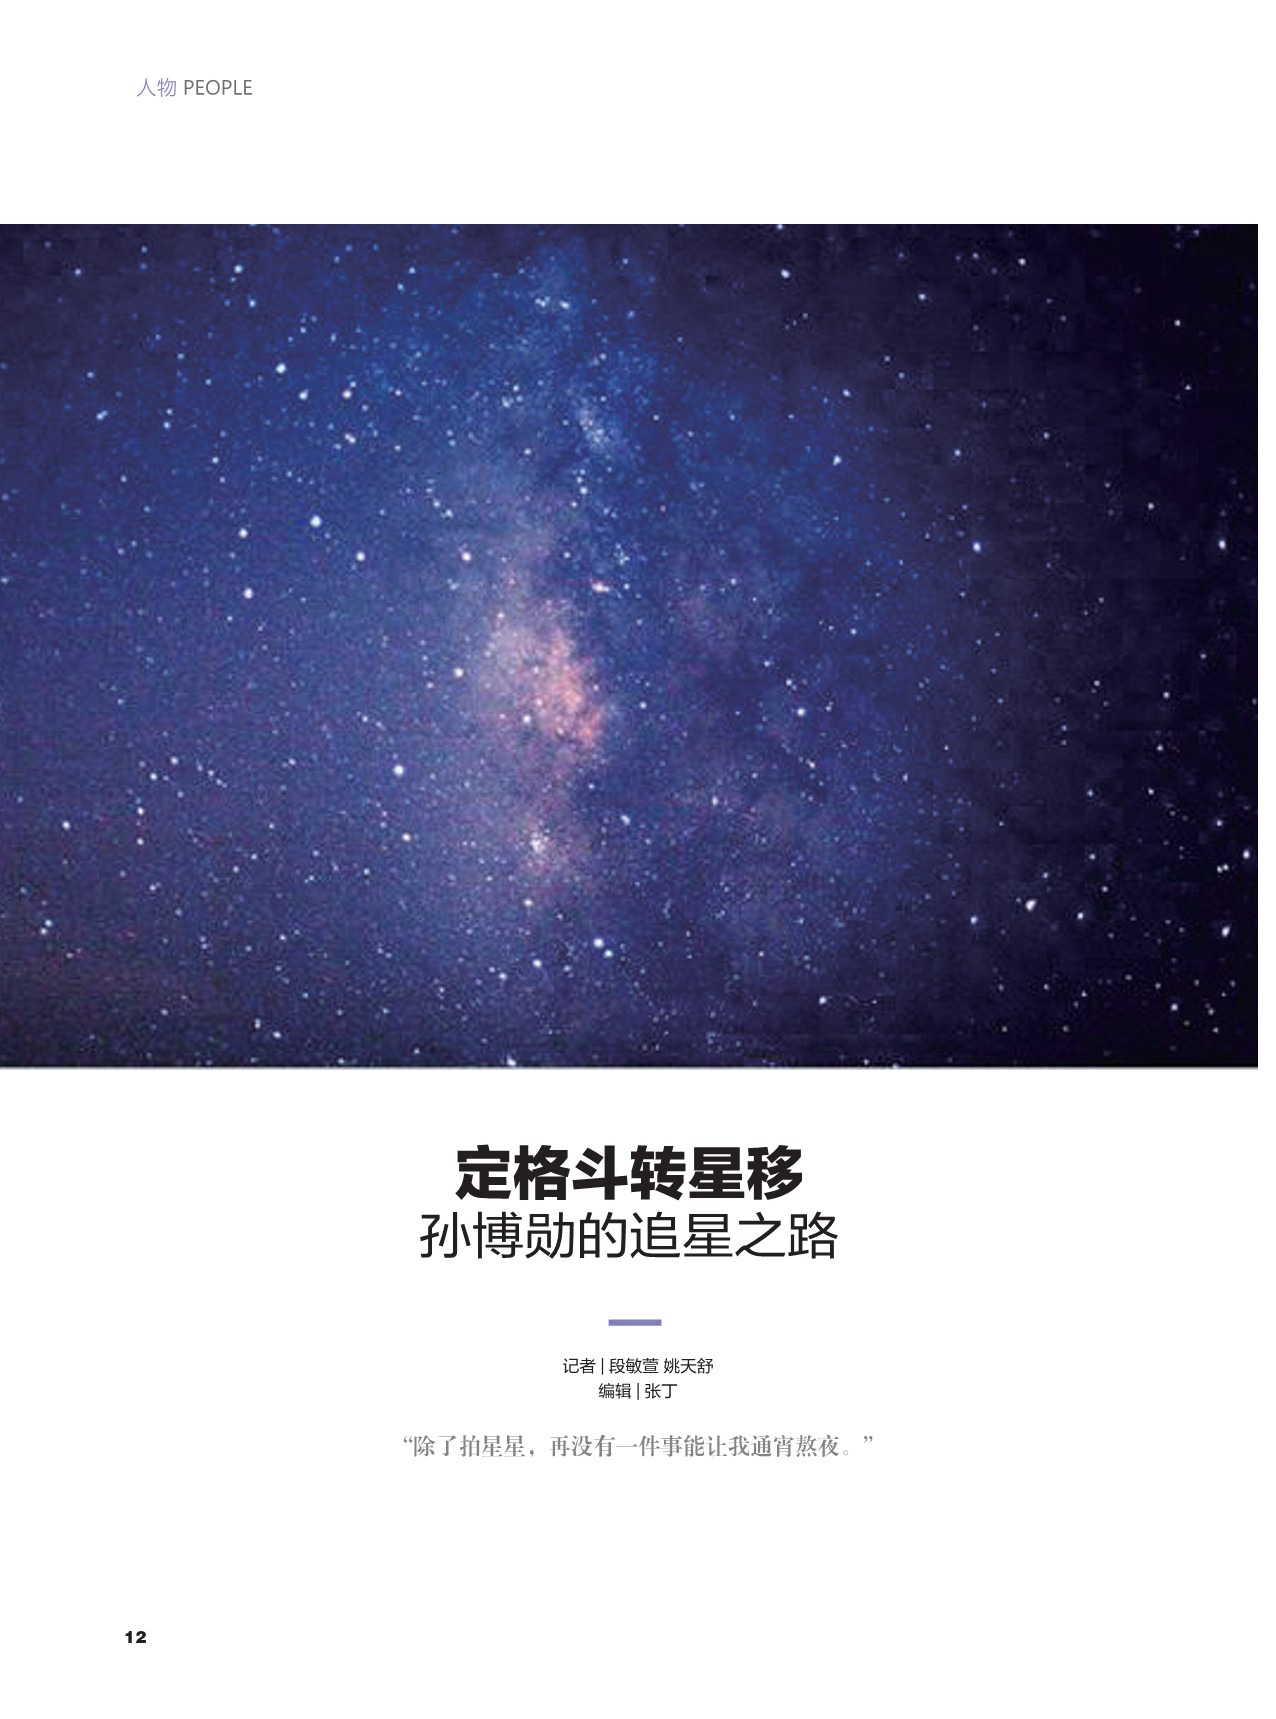 人物 PEOPLE
定格斗转星移
孙博勋的追星之路
记者 | 段敏萱 姚天舒
编辑 | 张丁
“除了拍星星，再没有一件事能让我通宵熬夜。”
12